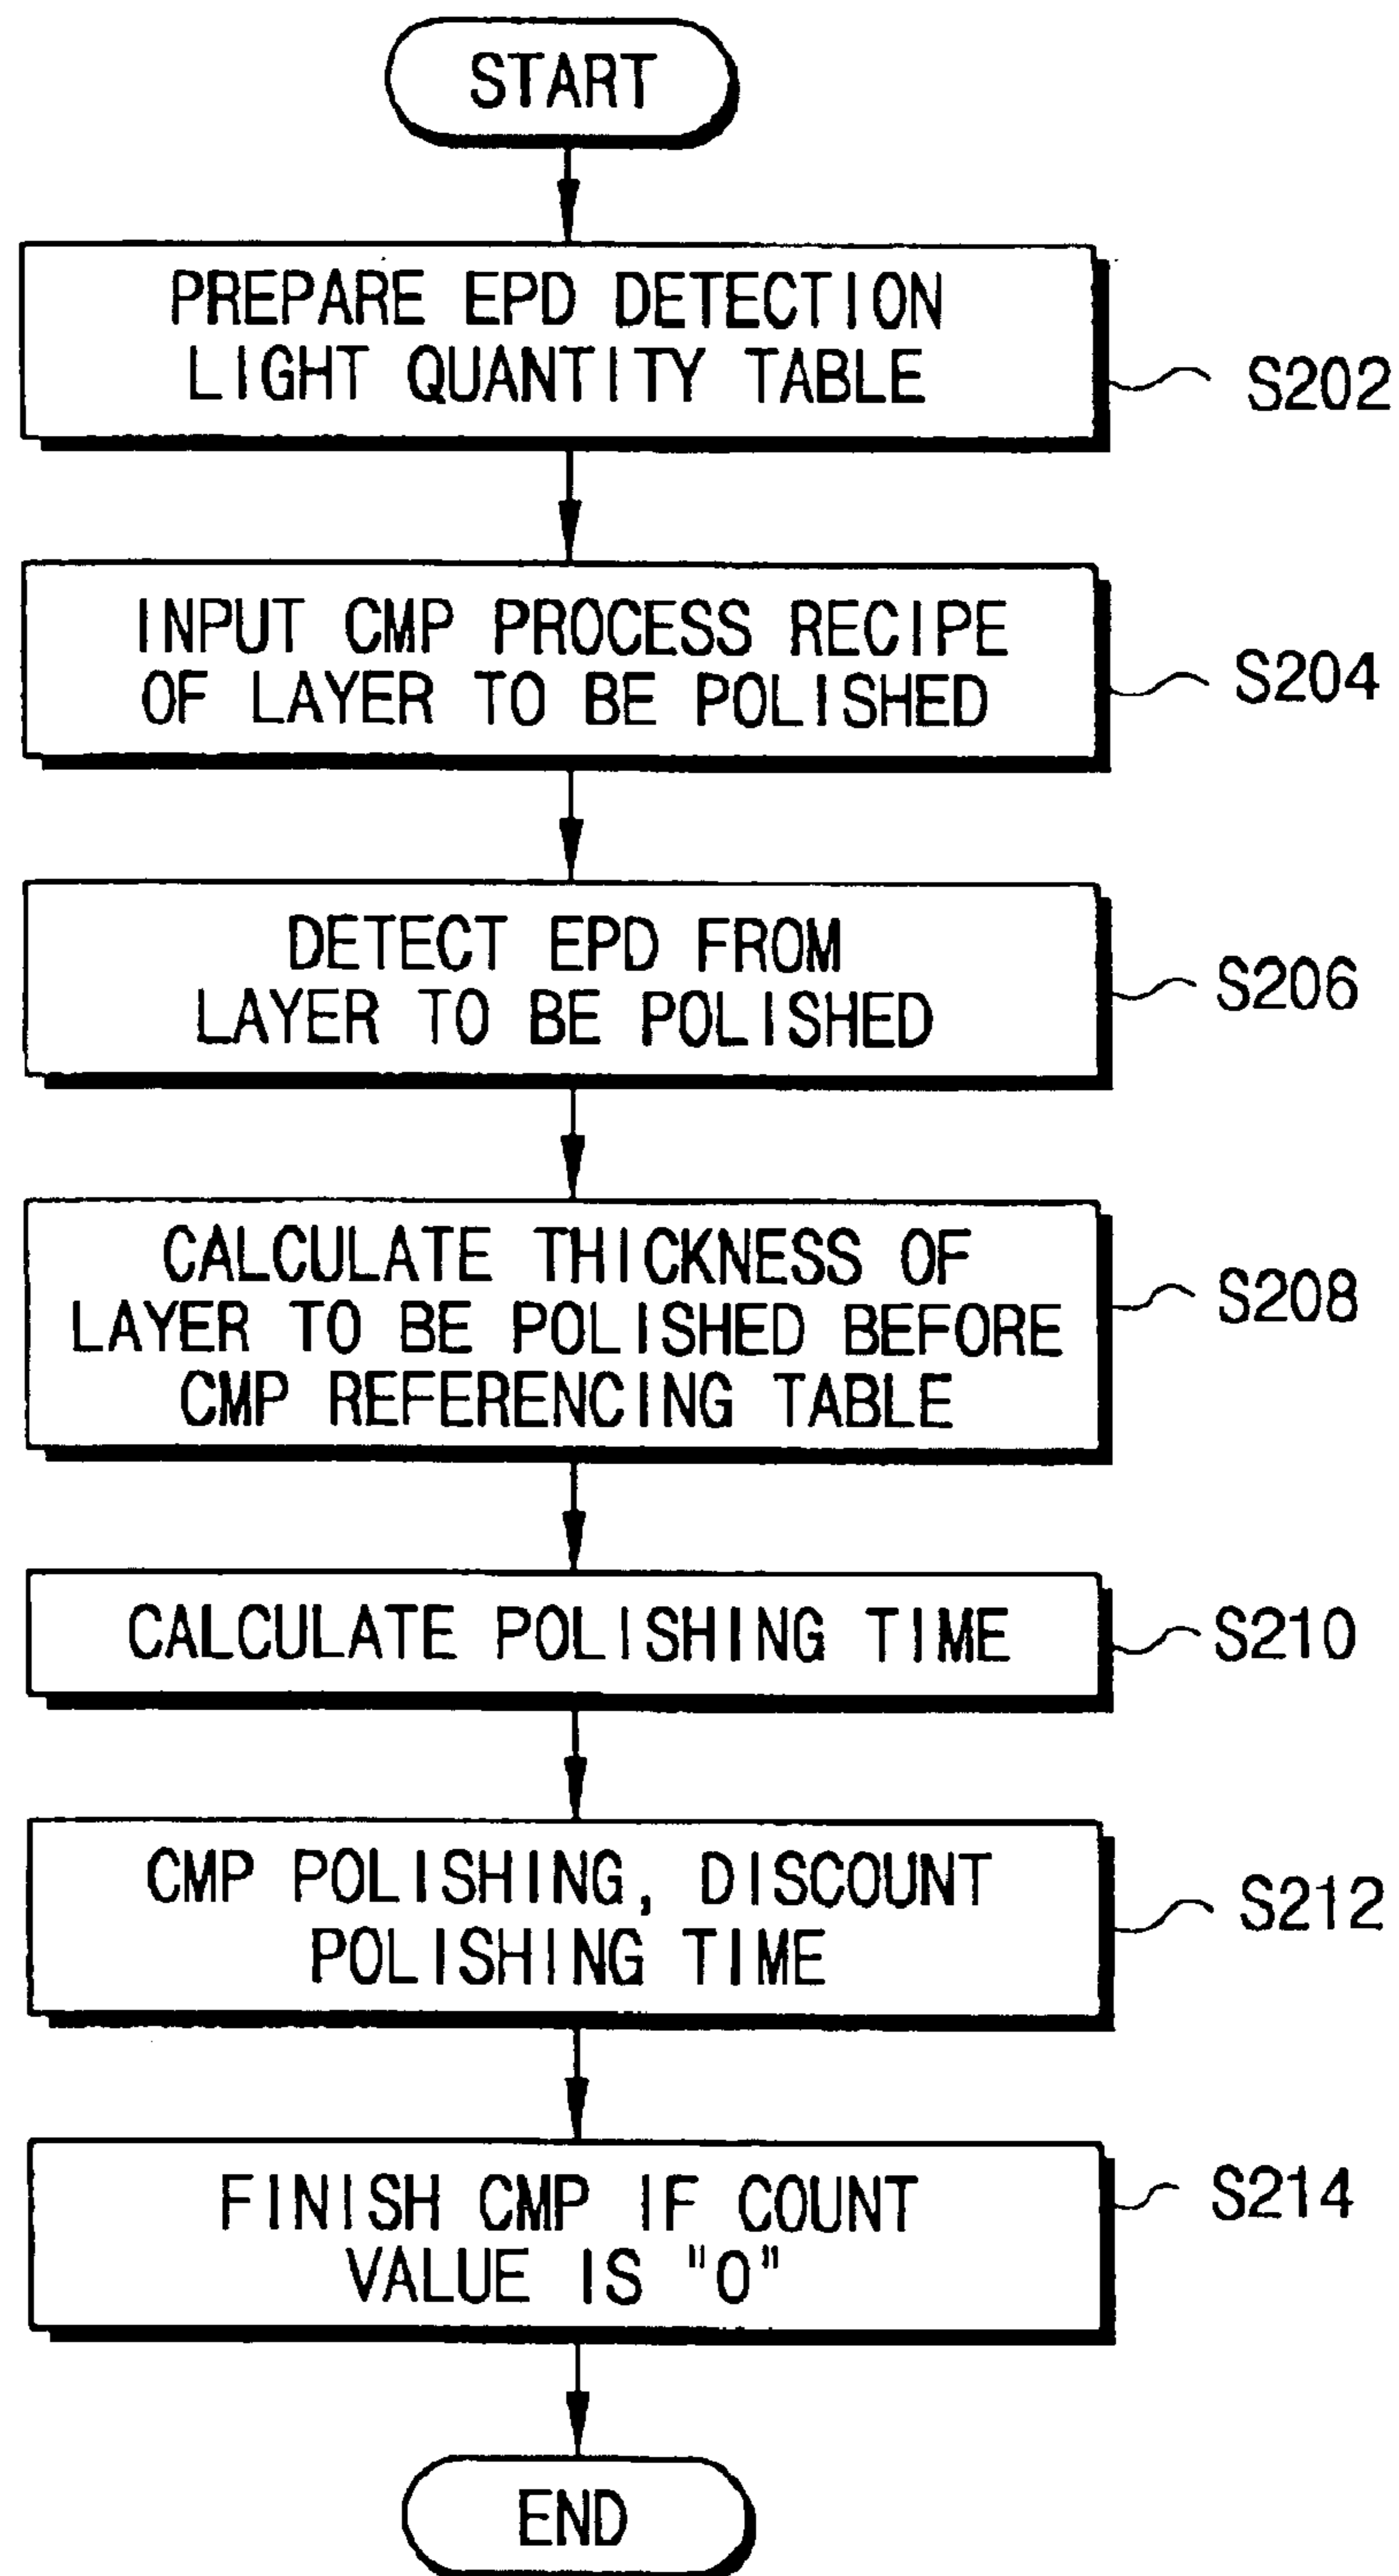 START
PREPARE EPD DETECTION
LIGHT QUANTITY TABLE
S202
INPUT CMP PROCESS RECIPE
OF LAYER TO BE POLISHED
S204
DETECT EPD FROM
LAYER TO BE POLISHED
S206
CALCULATE THICKNESS OF
LAYER TO BE POLISHED BEFORE
CMP REFERENCING TABLE
S208
CALCULATE POLISHING TIME
S210
CMP POLISHING, DISCOUNT
POLISHING TIME
S212
FINISH CMP IF COUNT
VALUE IS "0"
S214
END